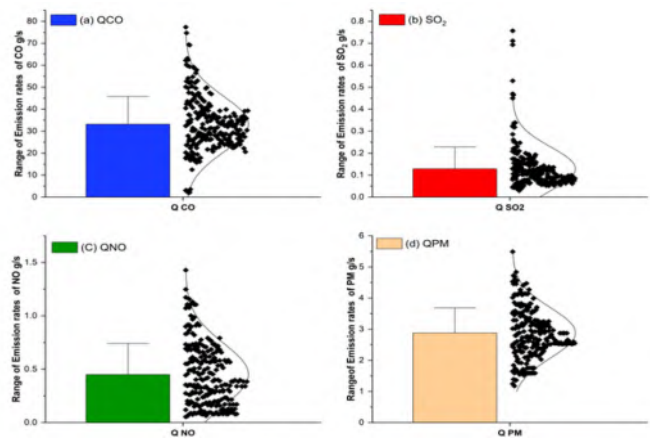 (a) QCO
Range of Emission rates of CO g/s
80
70
60
50
40
30
20
10
0
Q CO
(b) SO₂
Range of Emission rates of SO₂ g/s
0.8
0.7
0.6
0.5
0.4
0.3
0.2
0.1
0.0
Q SO2
(C) QNO
Range of Emission rates of NO g/s
1.5
1.0
0.5
0.0
Q NO
(d) QPM
Rangeof Emission rates of PM g/s
6
5
4
3
2
1
0
Q PM